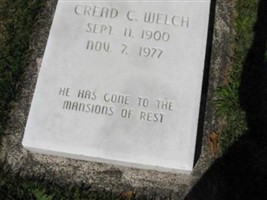 CREAD C. WELCH
SEPT. 11, 1900
NOV. 7, 1977
HE HAS GONE TO THE
MANSIONS OF REST